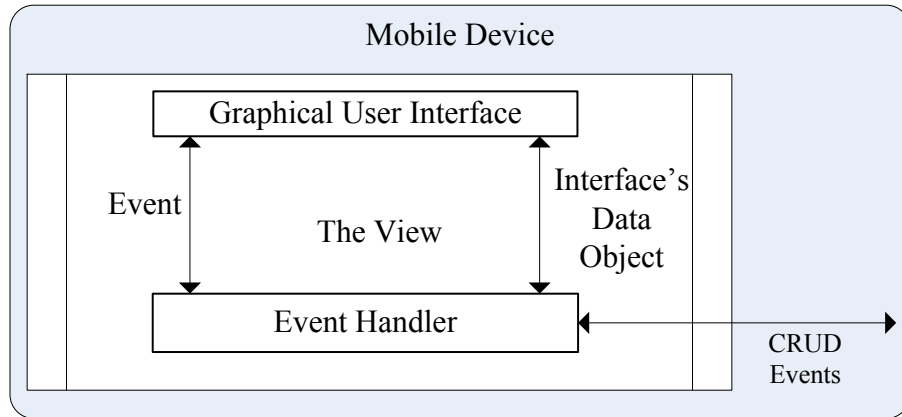 Mobile Device
Graphical User Interface
Event
The View
Interface’s
Data
Object
Event Handler
CRUD
Events